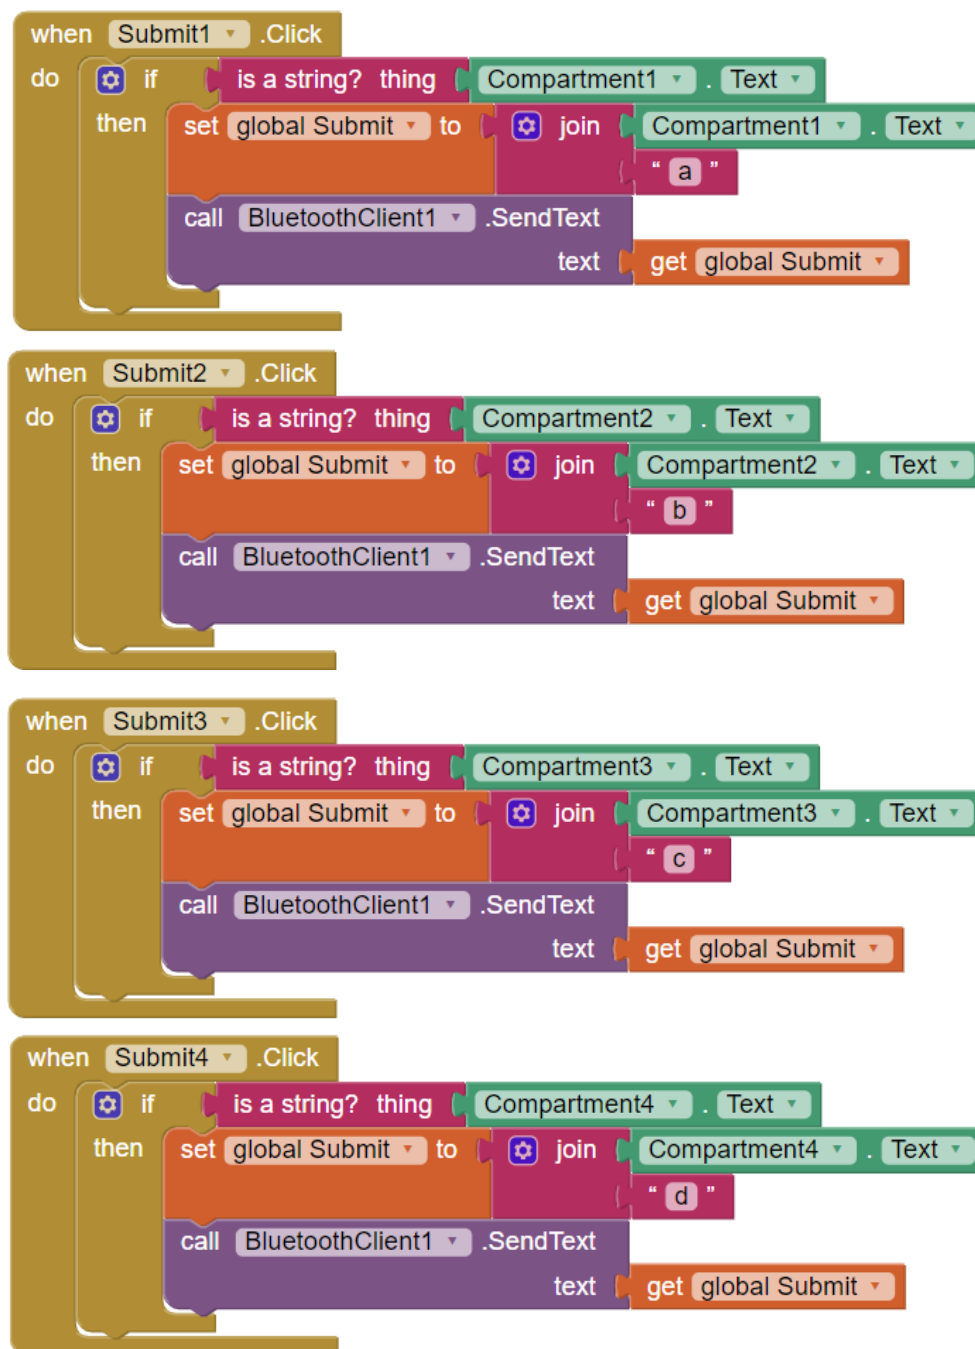 when Submit1 .Click
do if is a string? thing Compartment1 . Text
then set global Submit to join Compartment1 . Text
“ a ”
call BluetoothClient1 .SendText
text get global Submit
when Submit2 .Click
do if is a string? thing Compartment2 . Text
then set global Submit to join Compartment2 . Text
“ b ”
call BluetoothClient1 .SendText
text get global Submit
when Submit3 .Click
do if is a string? thing Compartment3 . Text
then set global Submit to join Compartment3 . Text
“ c ”
call BluetoothClient1 .SendText
text get global Submit
when Submit4 .Click
do if is a string? thing Compartment4 . Text
then set global Submit to join Compartment4 . Text
“ d ”
call BluetoothClient1 .SendText
text get global Submit